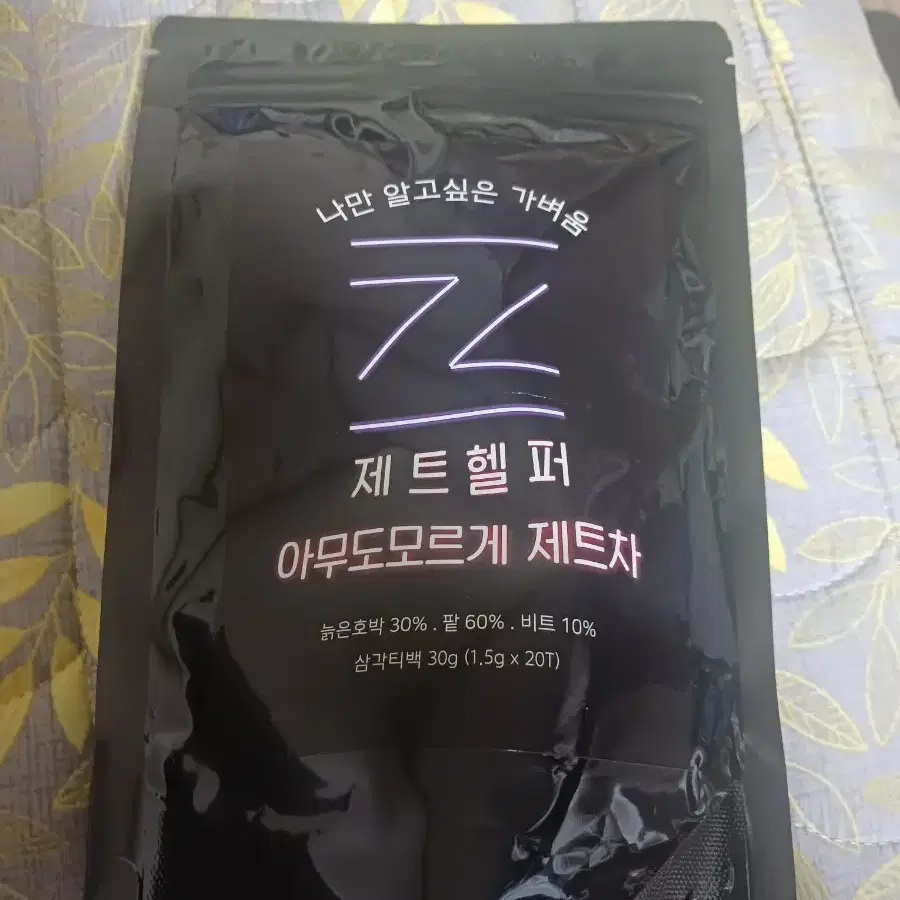 나만 알고싶은 가벼움
제트헬퍼
아무도모르게 제트차
늙은호박 30% . 팥 60% . 비트 10%
삼각티백 30g (1.5g x 20T)